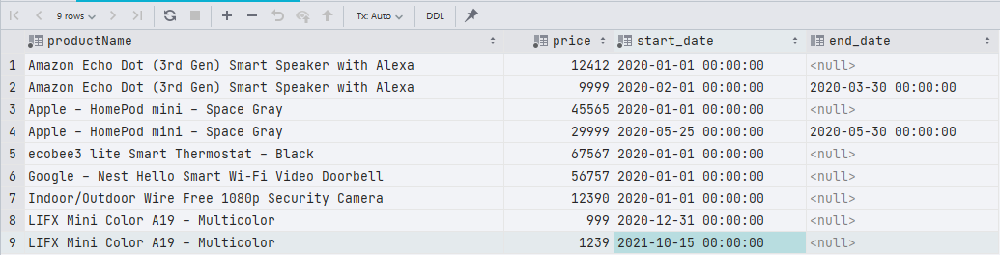 9 rows Tx: Auto DDL
productName price start_date end_date
1 Amazon Echo Dot (3rd Gen) Smart Speaker with Alexa 12412 2020-01-01 00:00:00 <null>
2 Amazon Echo Dot (3rd Gen) Smart Speaker with Alexa 9999 2020-02-01 00:00:00 2020-03-30 00:00:00
3 Apple - HomePod mini - Space Gray 45565 2020-01-01 00:00:00 <null>
4 Apple - HomePod mini - Space Gray 29999 2020-05-25 00:00:00 2020-05-30 00:00:00
5 ecobee3 lite Smart Thermostat - Black 67567 2020-01-01 00:00:00 <null>
6 Google - Nest Hello Smart Wi-Fi Video Doorbell 56757 2020-01-01 00:00:00 <null>
7 Indoor/Outdoor Wire Free 1080p Security Camera 12390 2020-01-01 00:00:00 <null>
8 LIFX Mini Color A19 - Multicolor 999 2020-12-31 00:00:00 <null>
9 LIFX Mini Color A19 - Multicolor 1239 2021-10-15 00:00:00 <null>